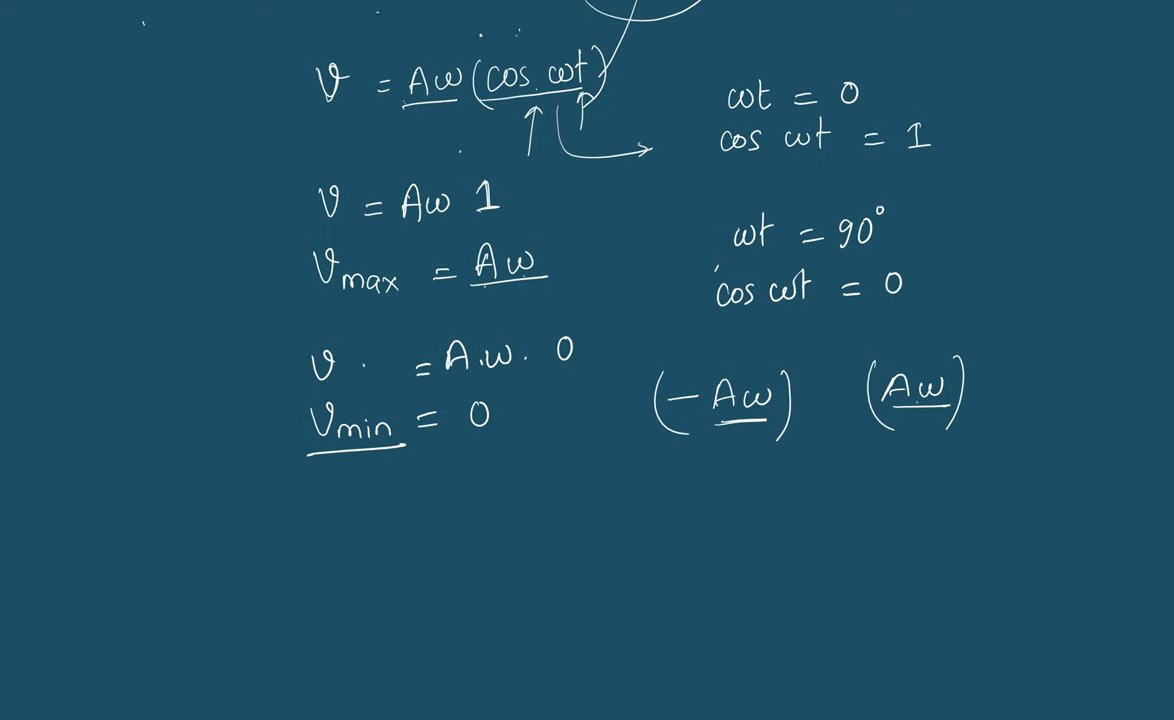 v = Aω (cos ωt)
ωt = 0
cos ωt = 1
v = Aω 1
ωt = 90°
vmax = Aω
cos ωt = 0
v = A.ω. 0
(-Aω) (Aω)
vmin = 0